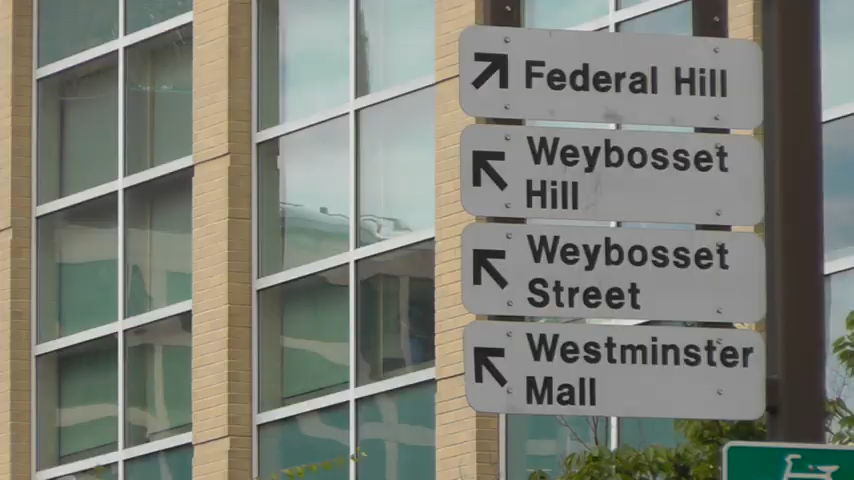 Federal Hill
Weybosset
Hill
Weybosset
Street
Westminster
Mall